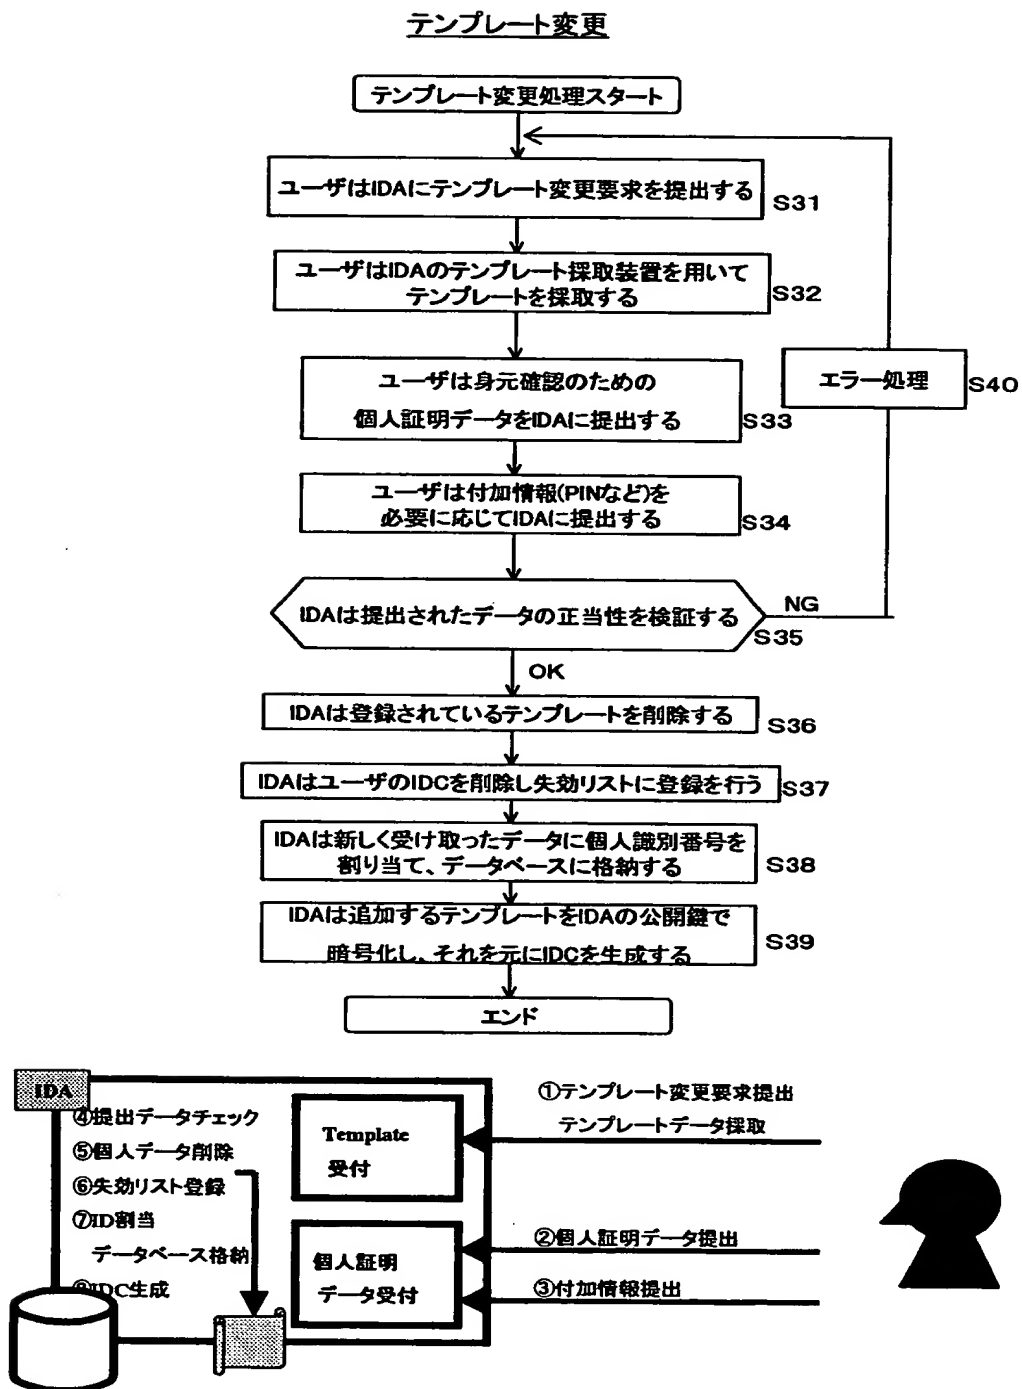 テンプレート変更
テンプレート変更処理スタート
ユーザはIDAにテンプレート変更要求を提出する
S31
ユーザはIDAのテンプレート採取装置を用いて
テンプレートを採取する
S32
ユーザは身元確認のための
個人証明データをIDAに提出する
S33
エラー処理
S40
ユーザは付加情報(PINなど)を
必要に応じてIDAに提出する
S34
IDAは提出されたデータの正当性を検証する
S35
NG
OK
IDAは登録されているテンプレートを削除する
S36
IDAはユーザのIDCを削除し失効リストに登録を行う
S37
IDAは新しく受け取ったデータに個人識別番号を
割り当て、データベースに格納する
S38
IDAは追加するテンプレートをIDAの公開鍵で
暗号化し、それを元にIDCを生成する
S39
エンド
IDA
④提出データチェック
⑤個人データ削除
⑥失効リスト登録
⑦ID割当
データベース格納
⑧IDC生成
Template
受付
個人証明
データ受付
①テンプレート変更要求提出
テンプレートデータ採取
②個人証明データ提出
③付加情報提出